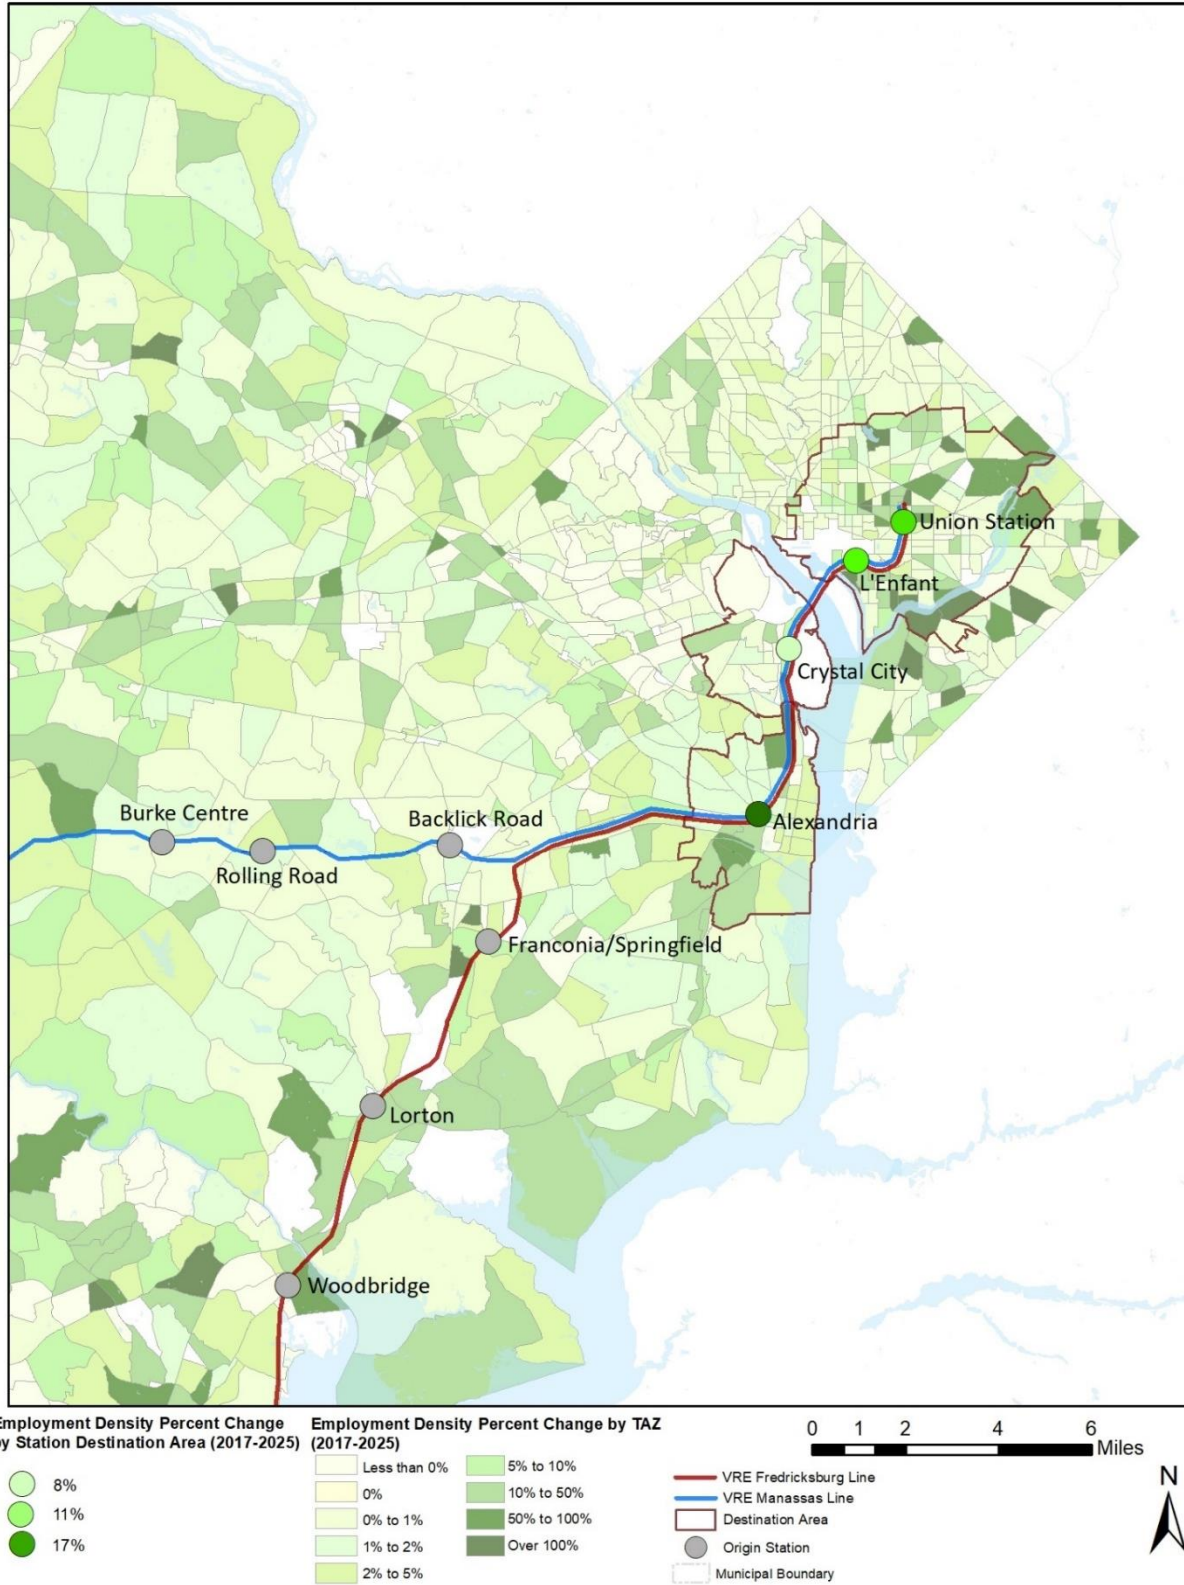 Union Station
L'Enfant
Crystal City
Burke Centre
Backlick Road
Alexandria
Rolling Road
Franconia/Springfield
Lorton
Woodbridge
Employment Density Percent Change
by Station Destination Area (2017-2025)
8%
11%
17%
Employment Density Percent Change by TAZ
(2017-2025)
Less than 0%
0%
0% to 1%
1% to 2%
2% to 5%
5% to 10%
10% to 50%
50% to 100%
Over 100%
0 1 2 4 6
Miles
VRE Fredricksburg Line
VRE Manassas Line
Destination Area
Origin Station
Municipal Boundary
N